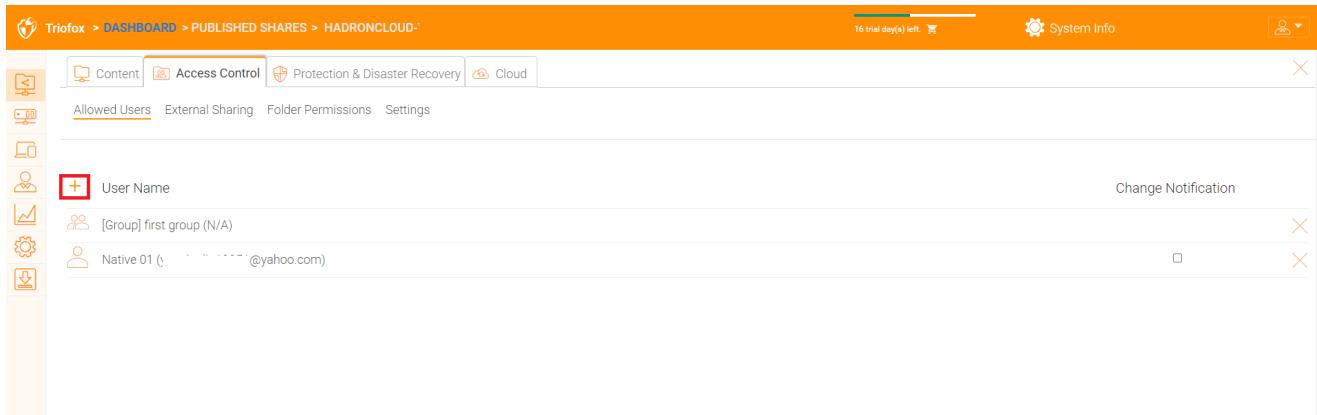 Triofox > DASHBOARD > PUBLISHED SHARES > HADRONCLOUD-'
16 trial day(s) left.
System Info
Content
Access Control
Protection & Disaster Recovery
Cloud
Allowed Users
External Sharing
Folder Permissions
Settings
+ User Name
Change Notification
[Group] first group (N/A)
Native 01 ( @yahoo.com)